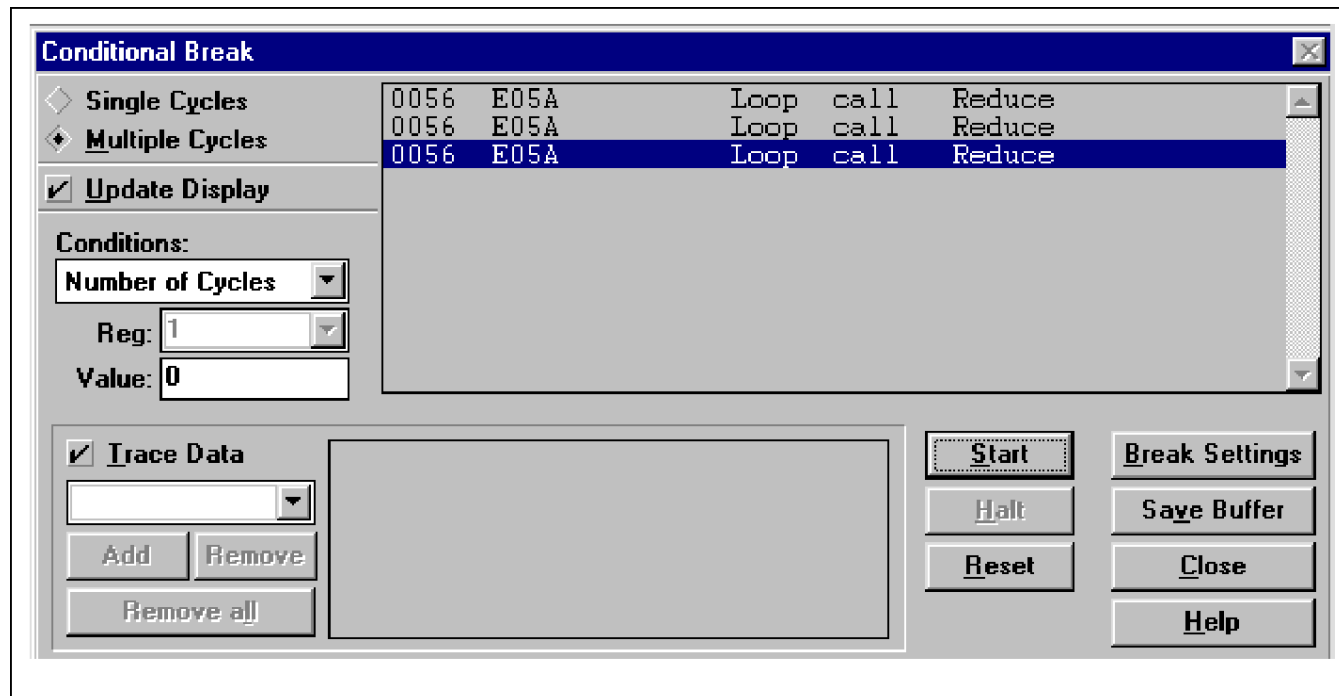 Conditional Break
Single Cycles
Multiple Cycles
Update Display
Conditions:
Number of Cycles
Reg: 1
Value: 0
0056 E05A Loop call Reduce
0056 E05A Loop call Reduce
0056 E05A Loop call Reduce
Trace Data
Add Remove
Remove all
Start
Halt
Reset
Break Settings
Save Buffer
Close
Help